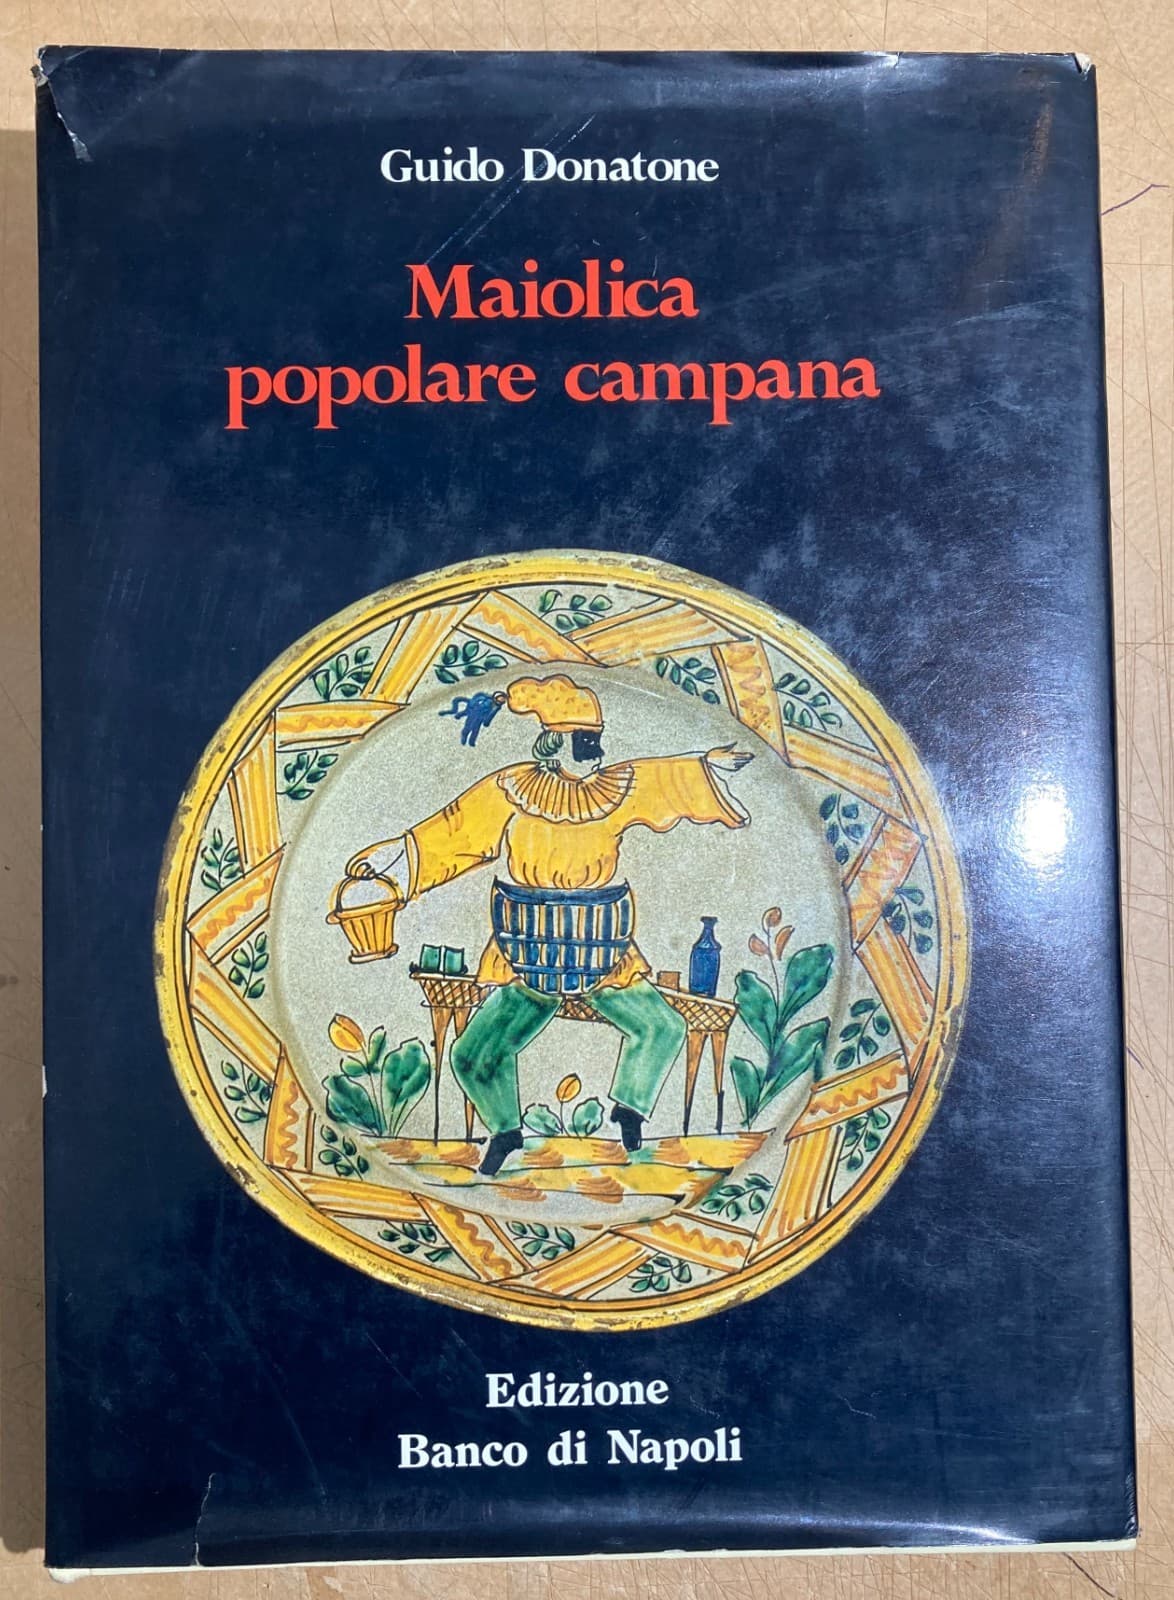 Guido Donatone
Maiolica
popolare campana
Edizione
Banco di Napoli